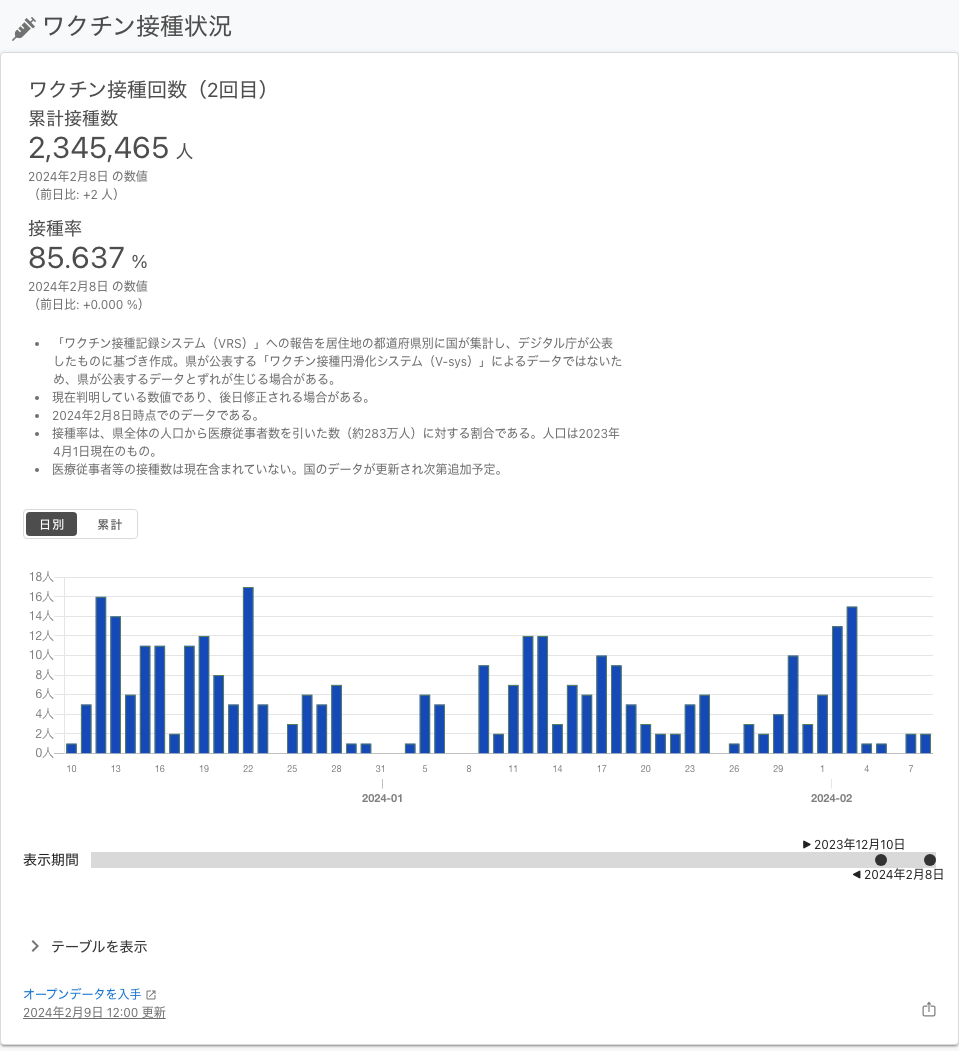 ワクチン接種状況
ワクチン接種回数（2回目）
累計接種数
2,345,465 人
2024年2月8日 の数値
（前日比: +2 人）
接種率
85.637 %
2024年2月8日 の数値
（前日比: +0.000 %）
• 「ワクチン接種記録システム（VRS）」への報告を居住地の都道府県別に国が集計し、デジタル庁が公表
したものに基づき作成。県が公表する「ワクチン接種円滑化システム（V-sys）」によるデータではないた
め、県が公表するデータとずれが生じる場合がある。
• 現在判明している数値であり、後日修正される場合がある。
• 2024年2月8日時点でのデータである。
• 接種率は、県全体の人口から医療従事者数を引いた数（約283万人）に対する割合である。人口は2023年
4月1日現在のもの。
• 医療従事者等の接種数は現在含まれていない。国のデータが更新され次第追加予定。
日別 累計
18人
16人
14人
12人
10人
8人
6人
4人
2人
0人
10 13 16 19 22 25 28 31 5 8 11 14 17 20 23 26 29 1 4 7
2024-01 2024-02
▶ 2023年12月10日
表示期間
◀ 2024年2月8日
テーブルを表示
オープンデータを入手
2024年2月9日 12:00 更新